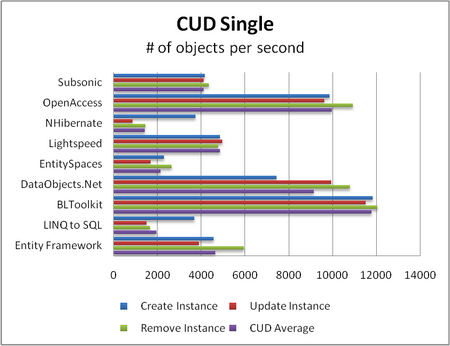 CUD Single
# of objects per second
Subsonic
OpenAccess
NHibernate
Lightspeed
EntitySpaces
DataObjects.Net
BLToolkit
LINQ to SQL
Entity Framework
0 2000 4000 6000 8000 10000 12000 14000
Create Instance Update Instance
Remove Instance CUD Average